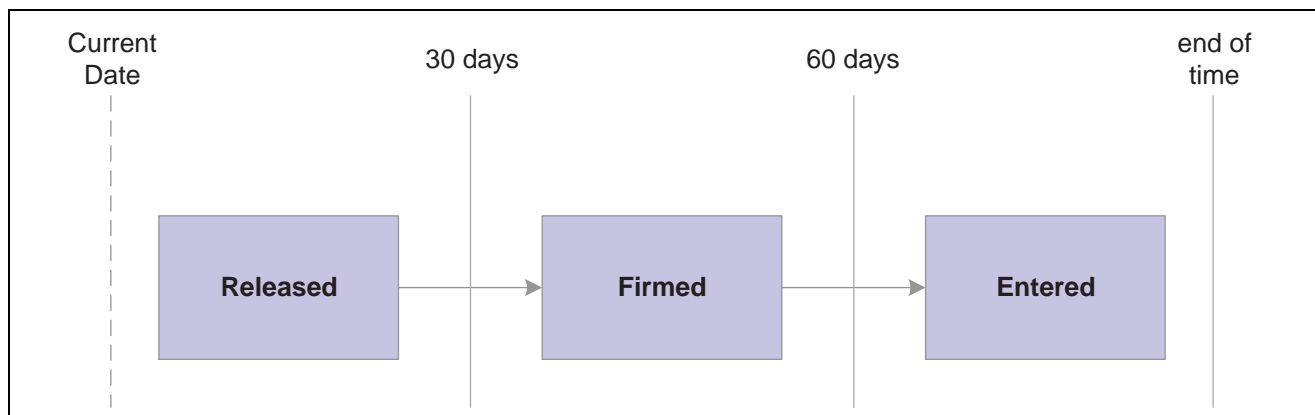 Current
Date
30 days
60 days
end of
time
Released
Firmed
Entered